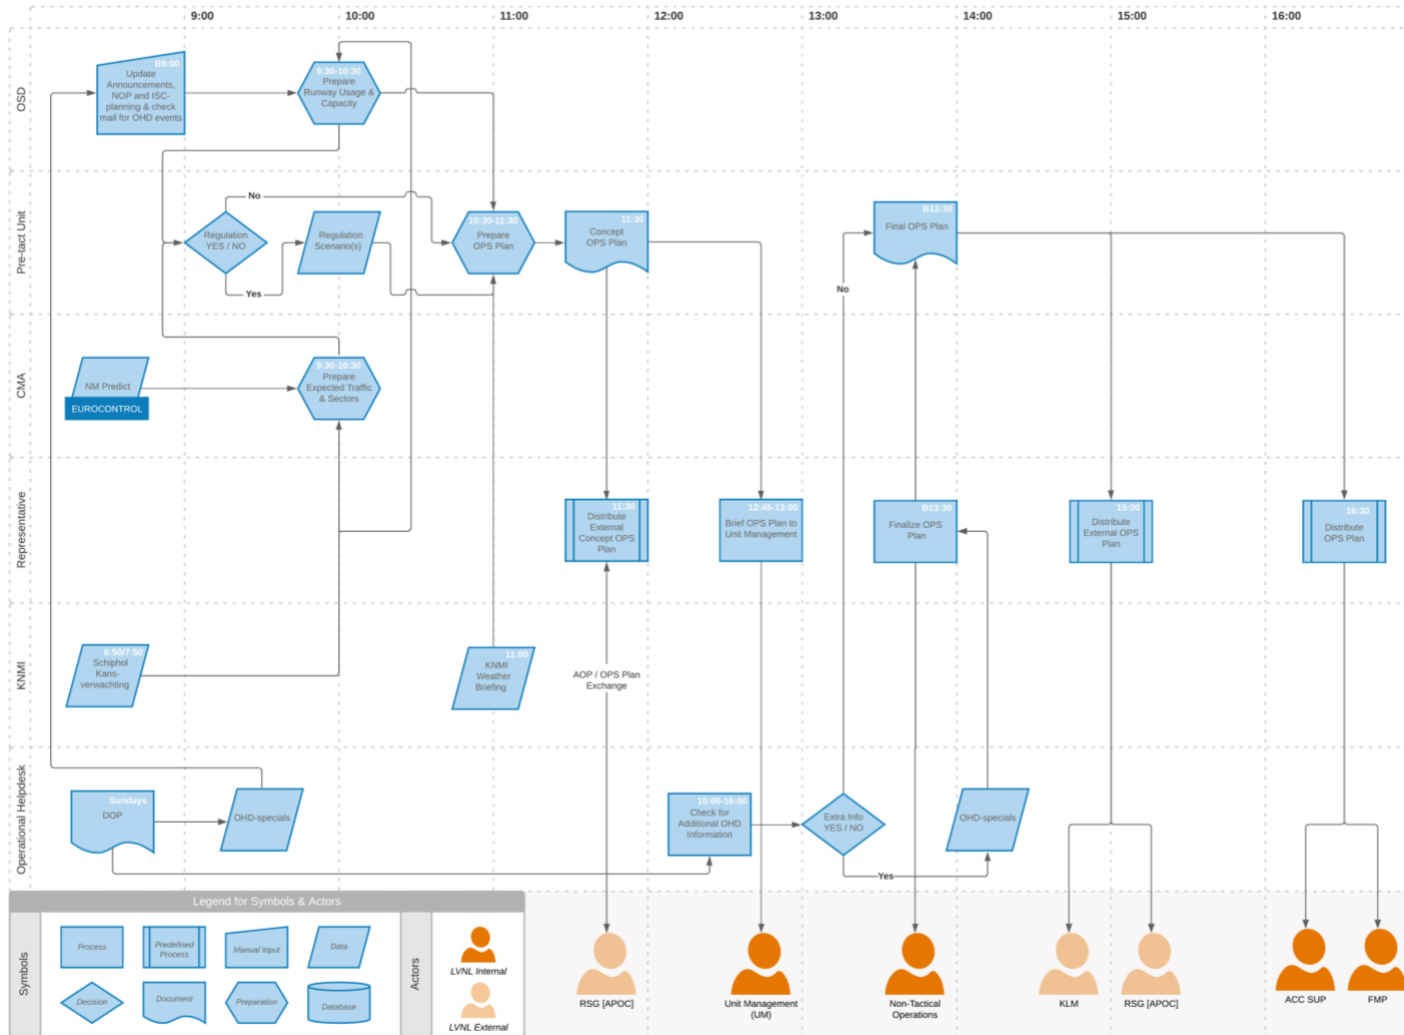 9:00
10:00
11:00
12:00
13:00
14:00
15:00
16:00
OSD
B9:00
Update
Announcements,
NOP and ISC-
planning & check
mail for OHD events
9:30-10:30
Prepare
Runway Usage &
Capacity
Pre-tact Unit
No
Regulation
YES / NO
Yes
Regulation
Scenario(s)
10:30-11:30
Prepare
OPS Plan
11:30
Concept
OPS Plan
B13:30
Final OPS Plan
No
CMA
NM Predict
EUROCONTROL
9:30-10:30
Prepare
Expected Traffic
& Sectors
Representative
11:30
Distribute
External
Concept OPS
Plan
12:45-13:00
Brief OPS Plan to
Unit Management
B13:30
Finalize OPS
Plan
15:00
Distribute
External OPS
Plan
16:30
Distribute
OPS Plan
KNMI
6:50/7:50
Schiphol
Kans-
verwachting
11:00
KNMI
Weather
Briefing
AOP / OPS Plan
Exchange
Operational Helpdesk
Sundays
DOP
OHD-specials
10:00-16:00
Check for
Additional OHD
Information
Extra Info
YES / NO
Yes
OHD-specials
Legend for Symbols & Actors
Symbols
Process
Predefined
Process
Manual Input
Data
Decision
Document
Preparation
Database
Actors
LVNL Internal
LVNL External
RSG [APOC]
Unit Management
(UM)
Non-Tactical
Operations
KLM
RSG [APOC]
ACC SUP
FMP